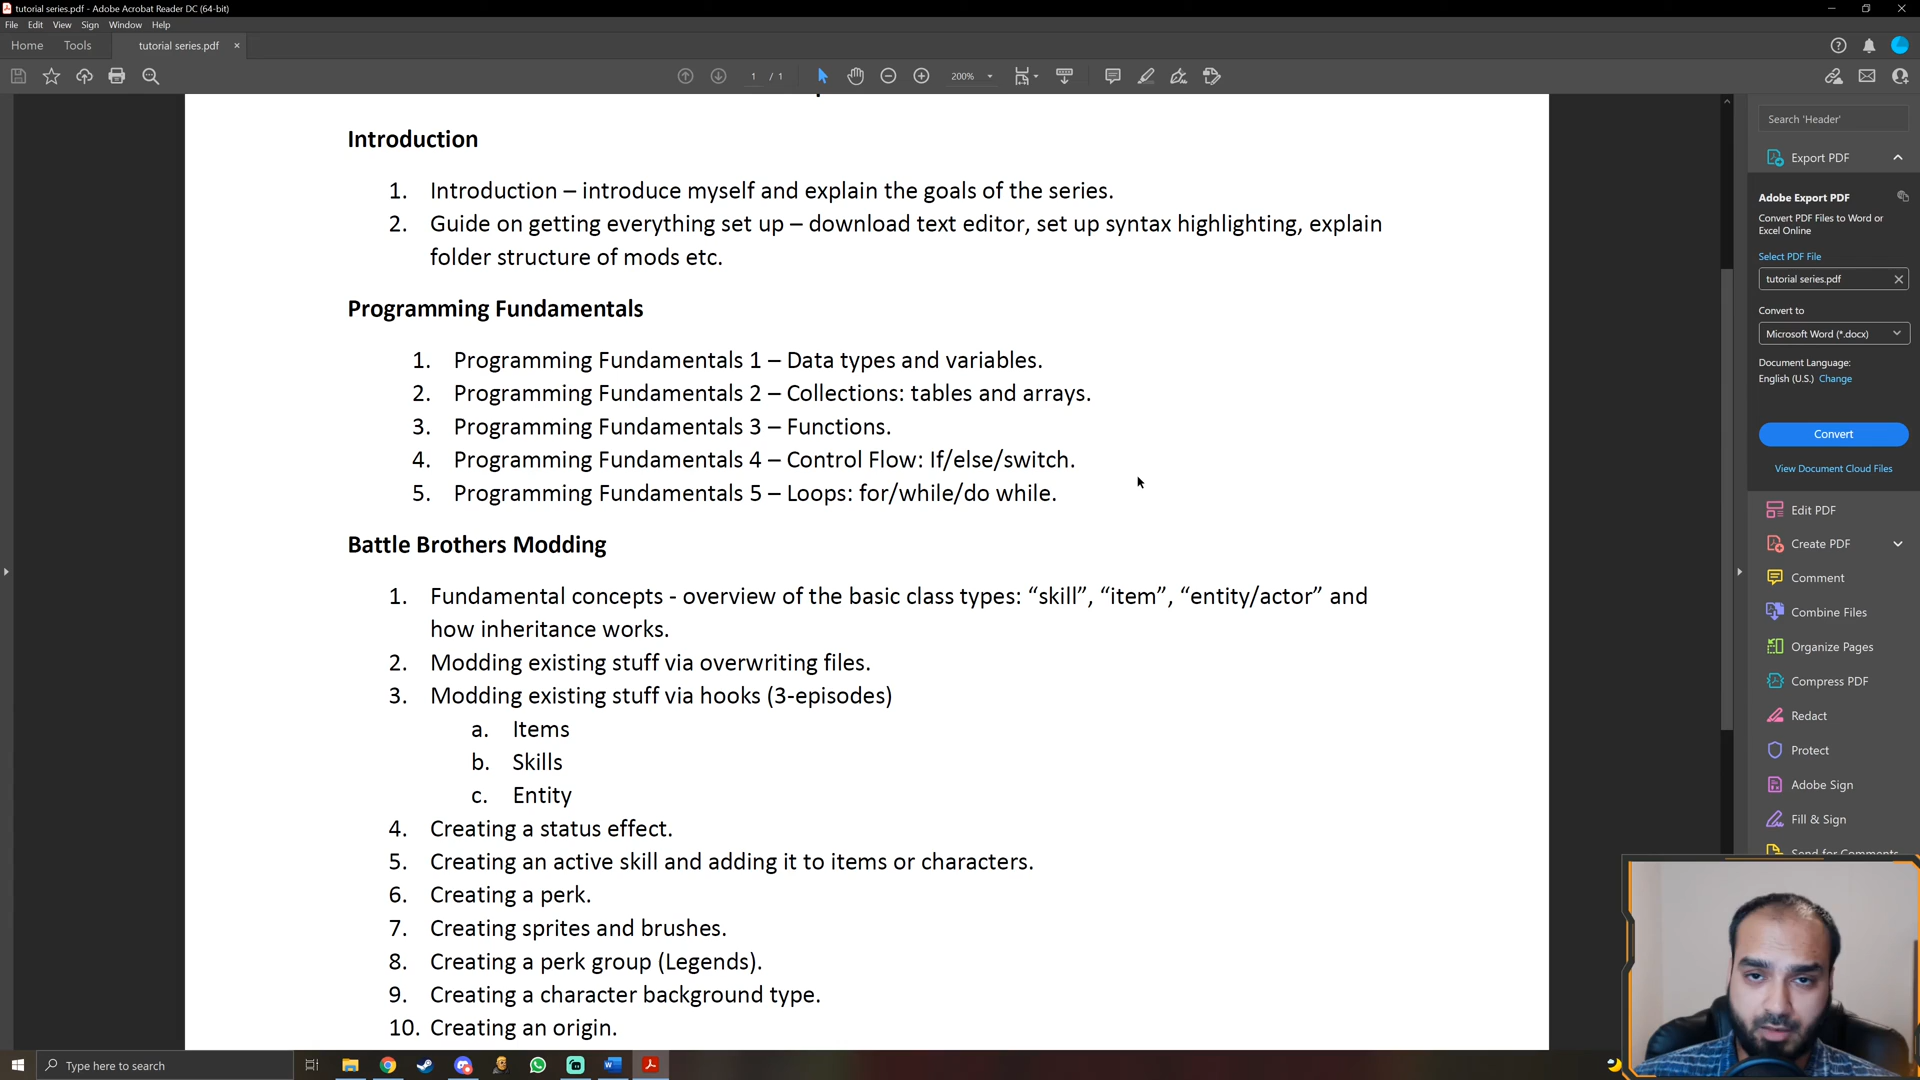 tutorial series.pdf - Adobe Acrobat Reader DC (64-bit)
File Edit View Sign Window Help
Home Tools tutorial series.pdf ×
1 / 1 200%
Introduction
1. Introduction – introduce myself and explain the goals of the series.
2. Guide on getting everything set up – download text editor, set up syntax highlighting, explain
folder structure of mods etc.
Programming Fundamentals
1. Programming Fundamentals 1 – Data types and variables.
2. Programming Fundamentals 2 – Collections: tables and arrays.
3. Programming Fundamentals 3 – Functions.
4. Programming Fundamentals 4 – Control Flow: If/else/switch.
5. Programming Fundamentals 5 – Loops: for/while/do while.
Battle Brothers Modding
1. Fundamental concepts - overview of the basic class types: “skill”, “item”, “entity/actor” and
how inheritance works.
2. Modding existing stuff via overwriting files.
3. Modding existing stuff via hooks (3-episodes)
a. Items
b. Skills
c. Entity
4. Creating a status effect.
5. Creating an active skill and adding it to items or characters.
6. Creating a perk.
7. Creating sprites and brushes.
8. Creating a perk group (Legends).
9. Creating a character background type.
10. Creating an origin.
Search 'Header'
Export PDF
Adobe Export PDF
Convert PDF Files to Word or
Excel Online
Select PDF File
tutorial series.pdf
Convert to
Microsoft Word (*.docx)
Document Language:
English (U.S.) Change
Convert
View Document Cloud Files
Edit PDF
Create PDF
Comment
Combine Files
Organize Pages
Compress PDF
Redact
Protect
Adobe Sign
Fill & Sign
Send for Comments
Type here to search